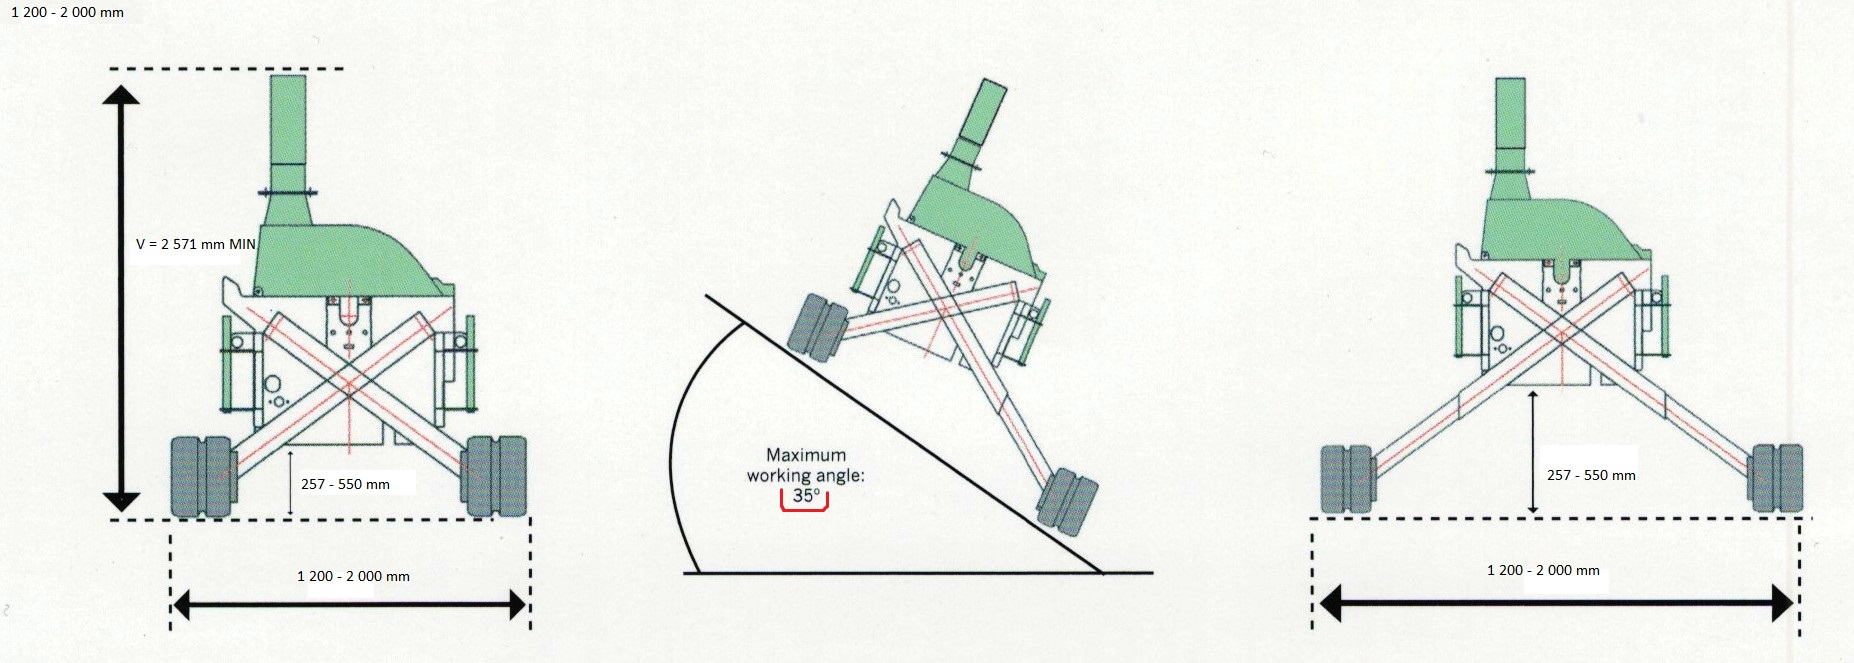 1 200 - 2 000 mm
V = 2 571 mm MIN
257 - 550 mm
1 200 - 2 000 mm
Maximum
working angle:
35°
257 - 550 mm
1 200 - 2 000 mm